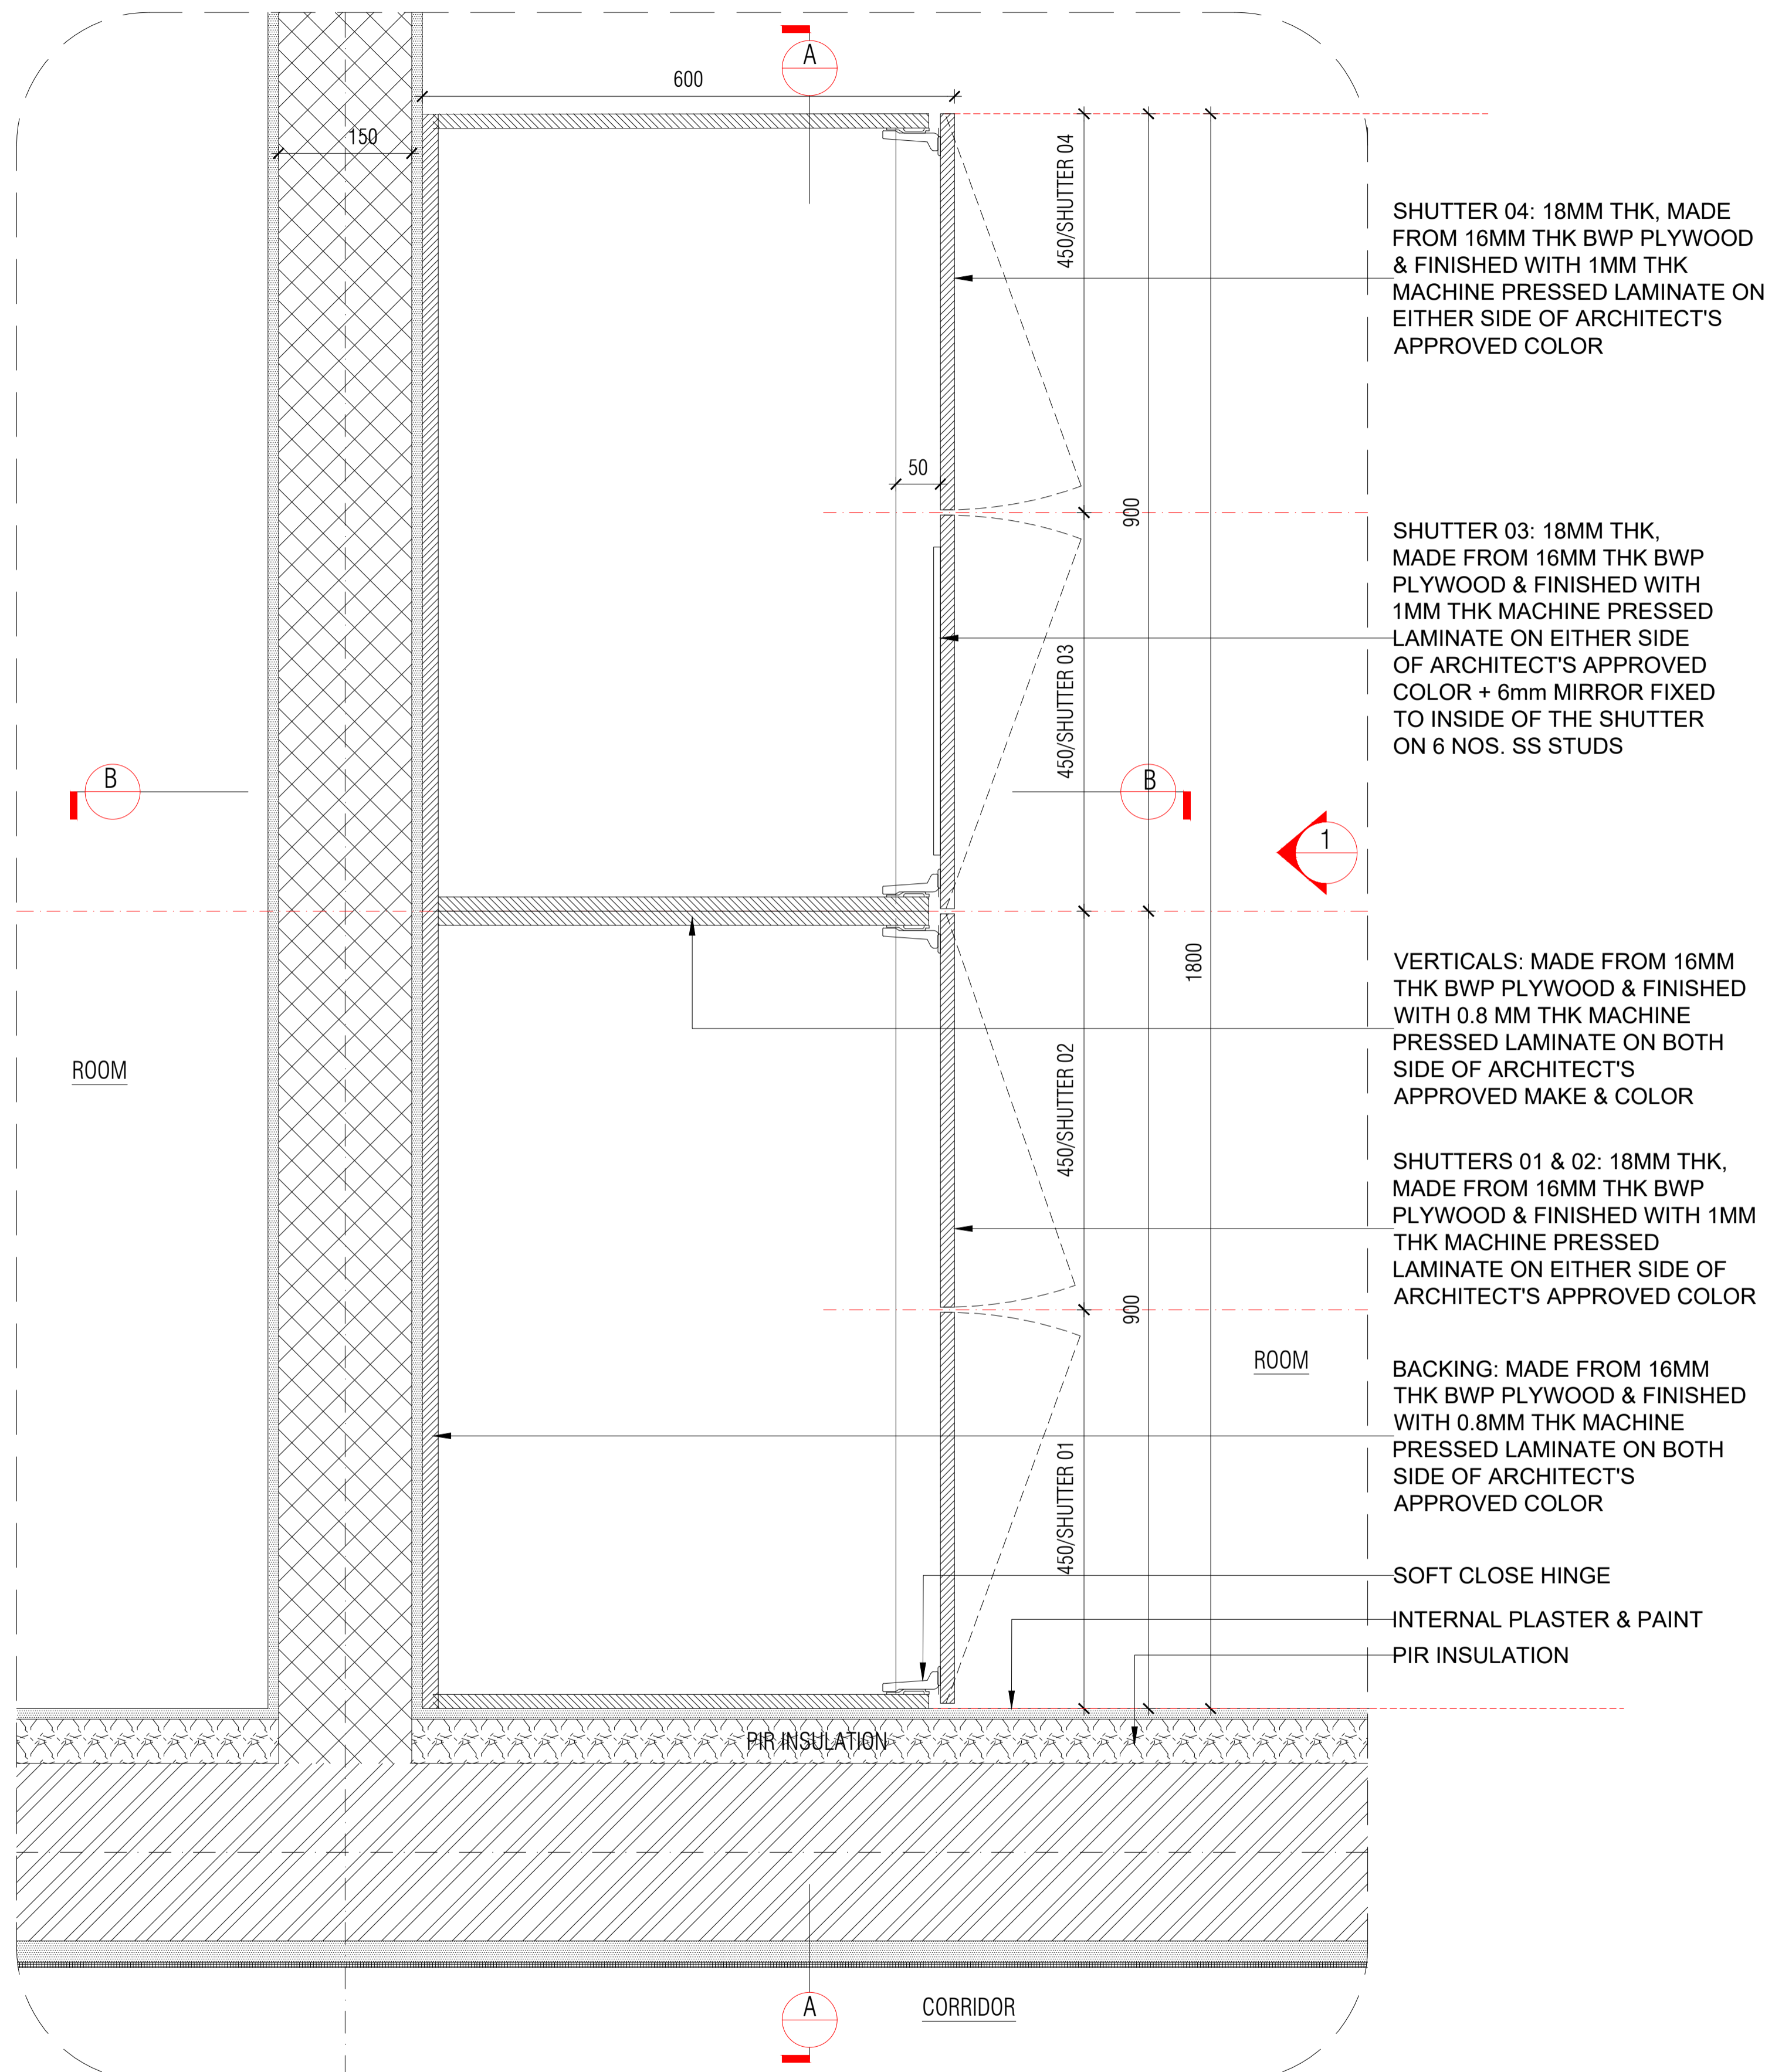 A
600
150
450/SHUTTER 04
SHUTTER 04: 18MM THK, MADE
FROM 16MM THK BWP PLYWOOD
& FINISHED WITH 1MM THK
MACHINE PRESSED LAMINATE ON
EITHER SIDE OF ARCHITECT'S
APPROVED COLOR
50
900
SHUTTER 03: 18MM THK,
MADE FROM 16MM THK BWP
PLYWOOD & FINISHED WITH
1MM THK MACHINE PRESSED
LAMINATE ON EITHER SIDE
OF ARCHITECT'S APPROVED
COLOR + 6mm MIRROR FIXED
TO INSIDE OF THE SHUTTER
ON 6 NOS. SS STUDS
450/SHUTTER 03
B
B
1
1800
VERTICALS: MADE FROM 16MM
THK BWP PLYWOOD & FINISHED
WITH 0.8 MM THK MACHINE
PRESSED LAMINATE ON BOTH
SIDE OF ARCHITECT'S
APPROVED MAKE & COLOR
ROOM
450/SHUTTER 02
SHUTTERS 01 & 02: 18MM THK,
MADE FROM 16MM THK BWP
PLYWOOD & FINISHED WITH 1MM
THK MACHINE PRESSED
LAMINATE ON EITHER SIDE OF
ARCHITECT'S APPROVED COLOR
900
ROOM
BACKING: MADE FROM 16MM
THK BWP PLYWOOD & FINISHED
WITH 0.8MM THK MACHINE
PRESSED LAMINATE ON BOTH
SIDE OF ARCHITECT'S
APPROVED COLOR
450/SHUTTER 01
SOFT CLOSE HINGE
INTERNAL PLASTER & PAINT
PIR INSULATION
PIR INSULATION
A
CORRIDOR